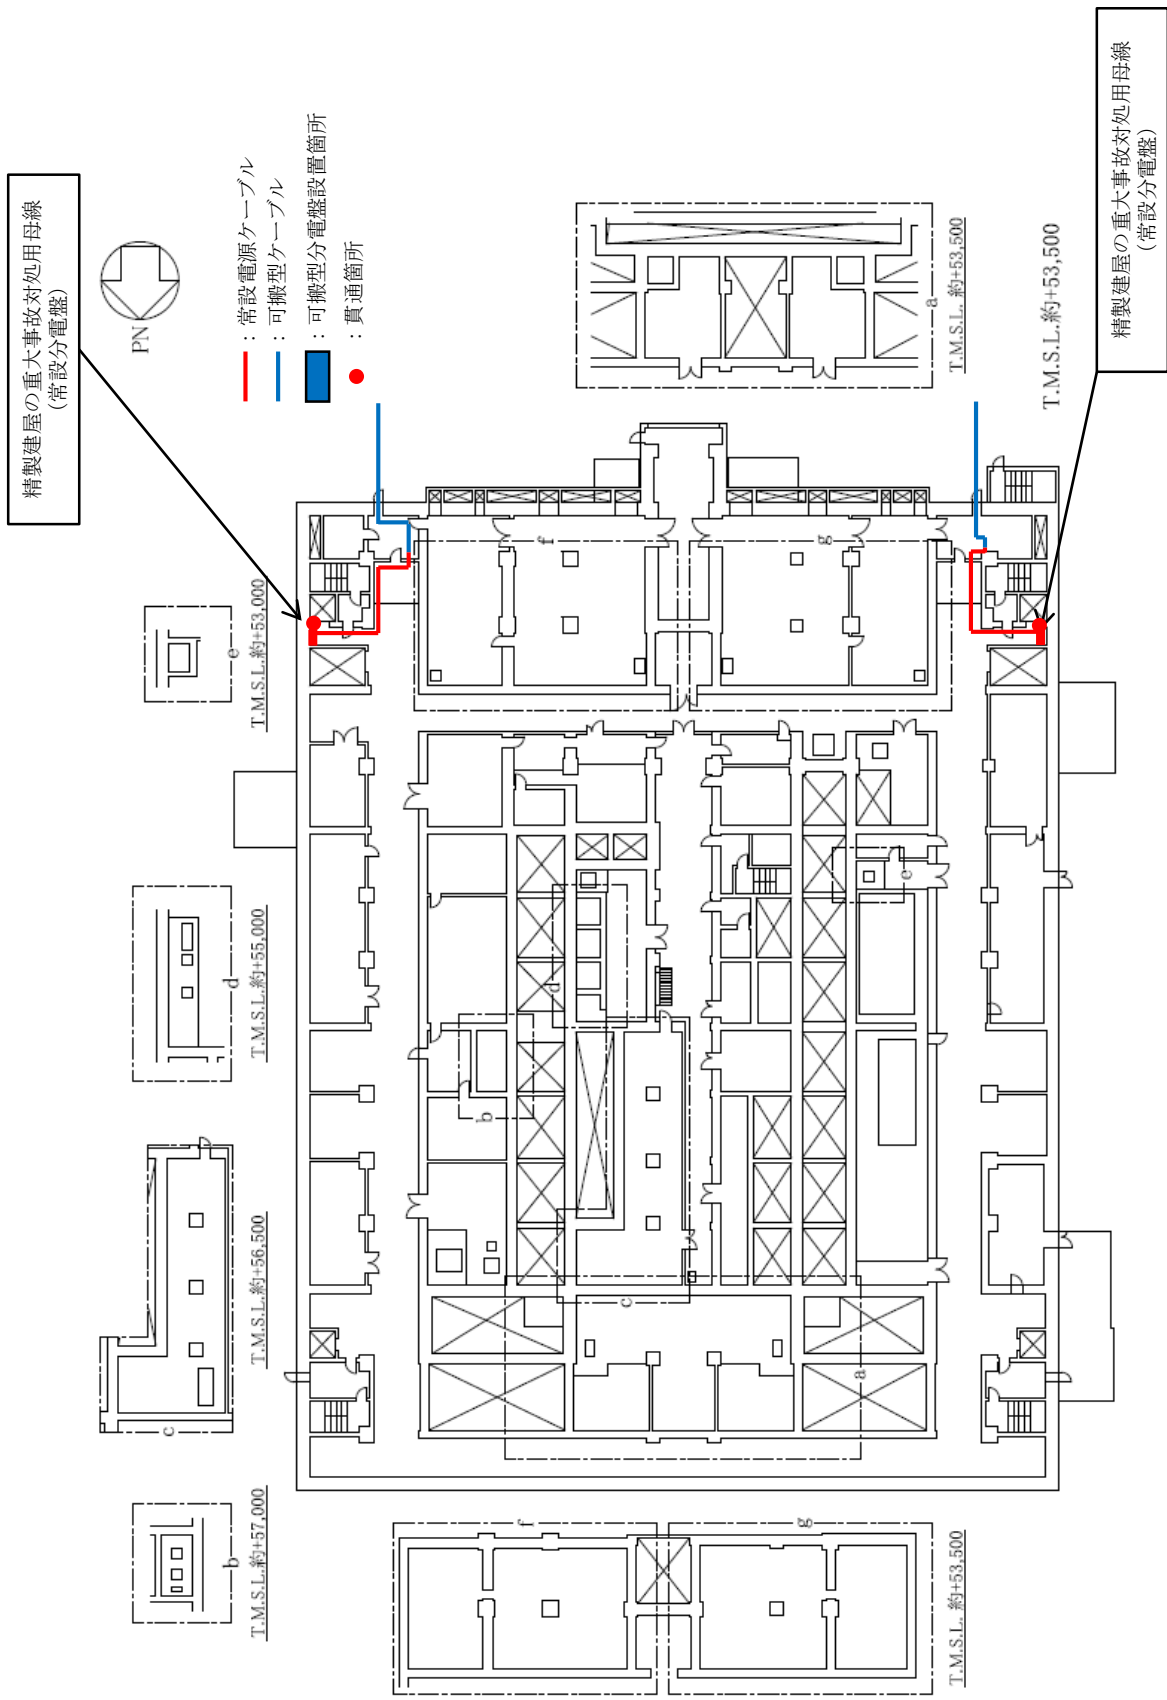 精製建屋の重大事故対処用母線
(常設分電盤)
PN
：常設電源ケーブル
：可搬型ケーブル
：可搬型分電盤設置箇所
：貫通箇所
精製建屋の重大事故対処用母線
(常設分電盤)
b
T.M.S.L.約+57,000
c
T.M.S.L.約+56,500
d
T.M.S.L.約+55,000
e
T.M.S.L.約+53,000
a
T.M.S.L. 約+53,500
T.M.S.L.約+53,500
f
g
T.M.S.L. 約+53,500
a
b
c
d
e
f
g